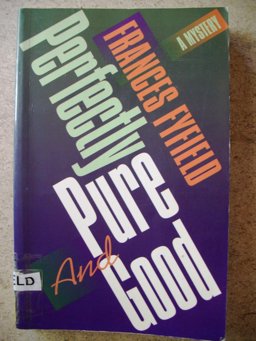 A MYSTERY
FRANCES FYFIELD
Perfectly
Pure
And
Good
ELD